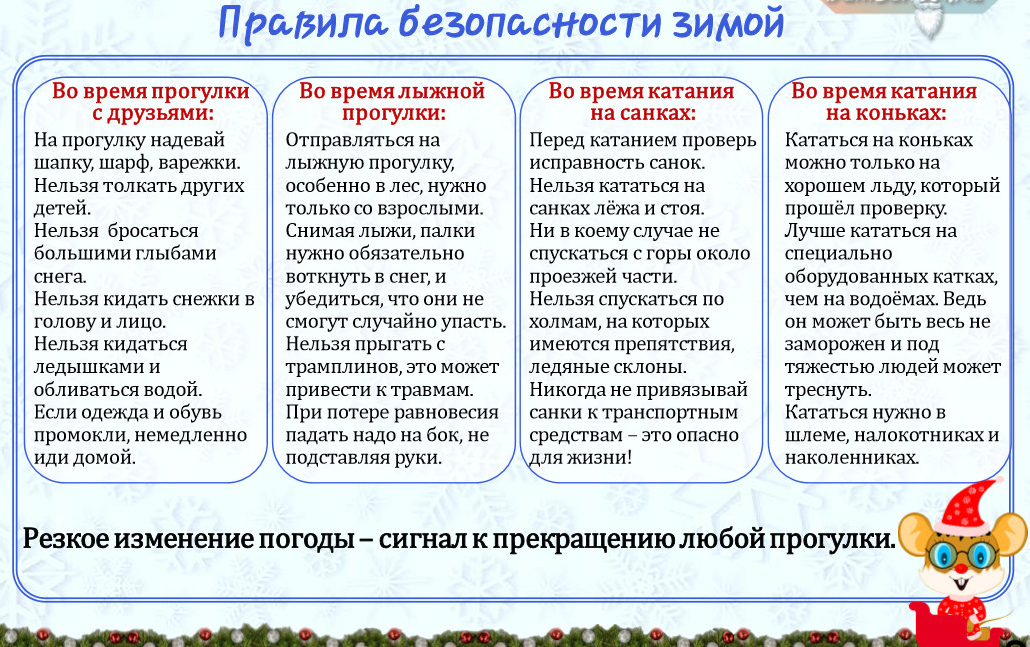 Правила безопасности зимой
Во время прогулки
с друзьями:
На прогулку надевай
шапку, шарф, варежки.
Нельзя толкать других
детей.
Нельзя бросаться
большими глыбами
снега.
Нельзя кидать снежки в
голову и лицо.
Нельзя кидаться
ледышками и
обливаться водой.
Если одежда и обувь
промокли, немедленно
иди домой.
Во время лыжной
прогулки:
Отправляться на
лыжную прогулку,
особенно в лес, нужно
только со взрослыми.
Снимая лыжи, палки
нужно обязательно
воткнуть в снег, и
убедиться, что они не
смогут случайно упасть.
Нельзя прыгать с
трамплинов, это может
привести к травмам.
При потере равновесия
падать надо на бок, не
подставляя руки.
Во время катания
на санках:
Перед катанием проверь
исправность санок.
Нельзя кататься на
санках лёжа и стоя.
Ни в коему случае не
спускаться с горы около
проезжей части.
Нельзя спускаться по
холмам, на которых
имеются препятствия,
ледяные склоны.
Никогда не привязывай
санки к транспортным
средствам – это опасно
для жизни!
Во время катания
на коньках:
Кататься на коньках
можно только на
хорошем льду, который
прошёл проверку.
Лучше кататься на
специально
оборудованных катках,
чем на водоёмах. Ведь
он может быть весь не
заморожен и под
тяжестью людей может
треснуть.
Кататься нужно в
шлеме, налокотниках и
наколенниках.
Резкое изменение погоды – сигнал к прекращению любой прогулки.